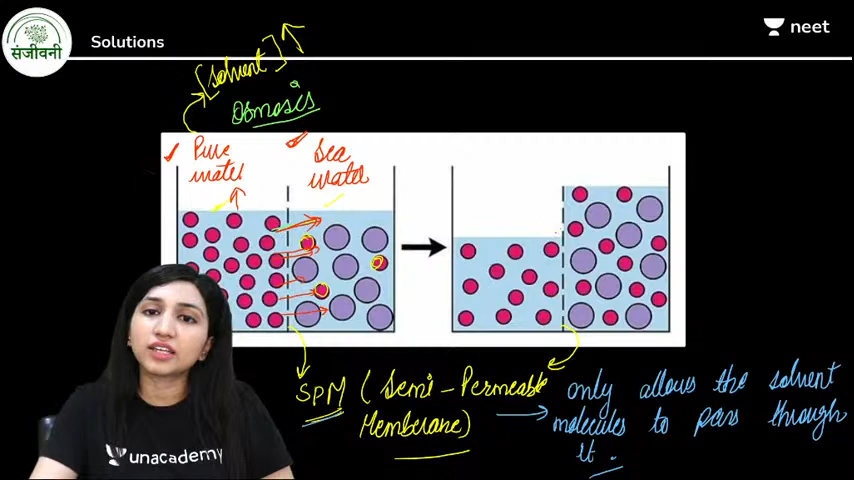 संजीवनी
Solutions
neet
[Solvent]↑
Osmosis
Pure
water
Sea
water
SPM (Semi-Permeable
Membrane)
only allows the solvent
molecules to pass through
it.
unacademy